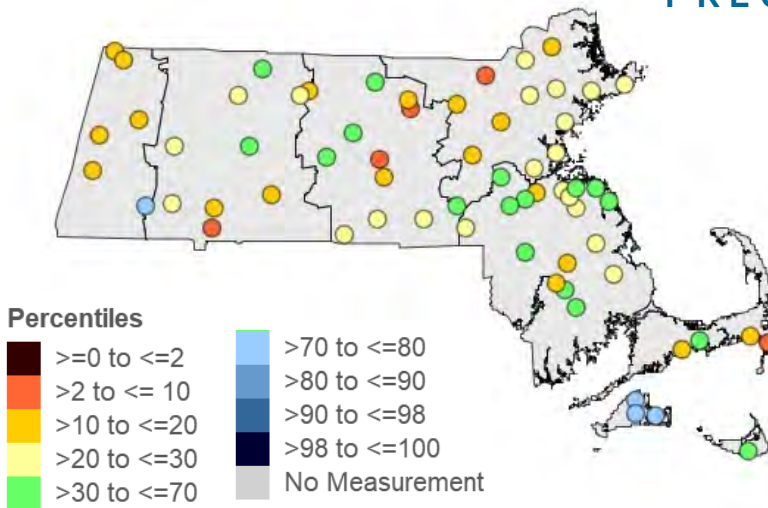 Percentiles
>=0 to <=2
>2 to <= 10
>10 to <=20
>20 to <=30
>30 to <=70
>70 to <=80
>80 to <=90
>90 to <=98
>98 to <=100
No Measurement